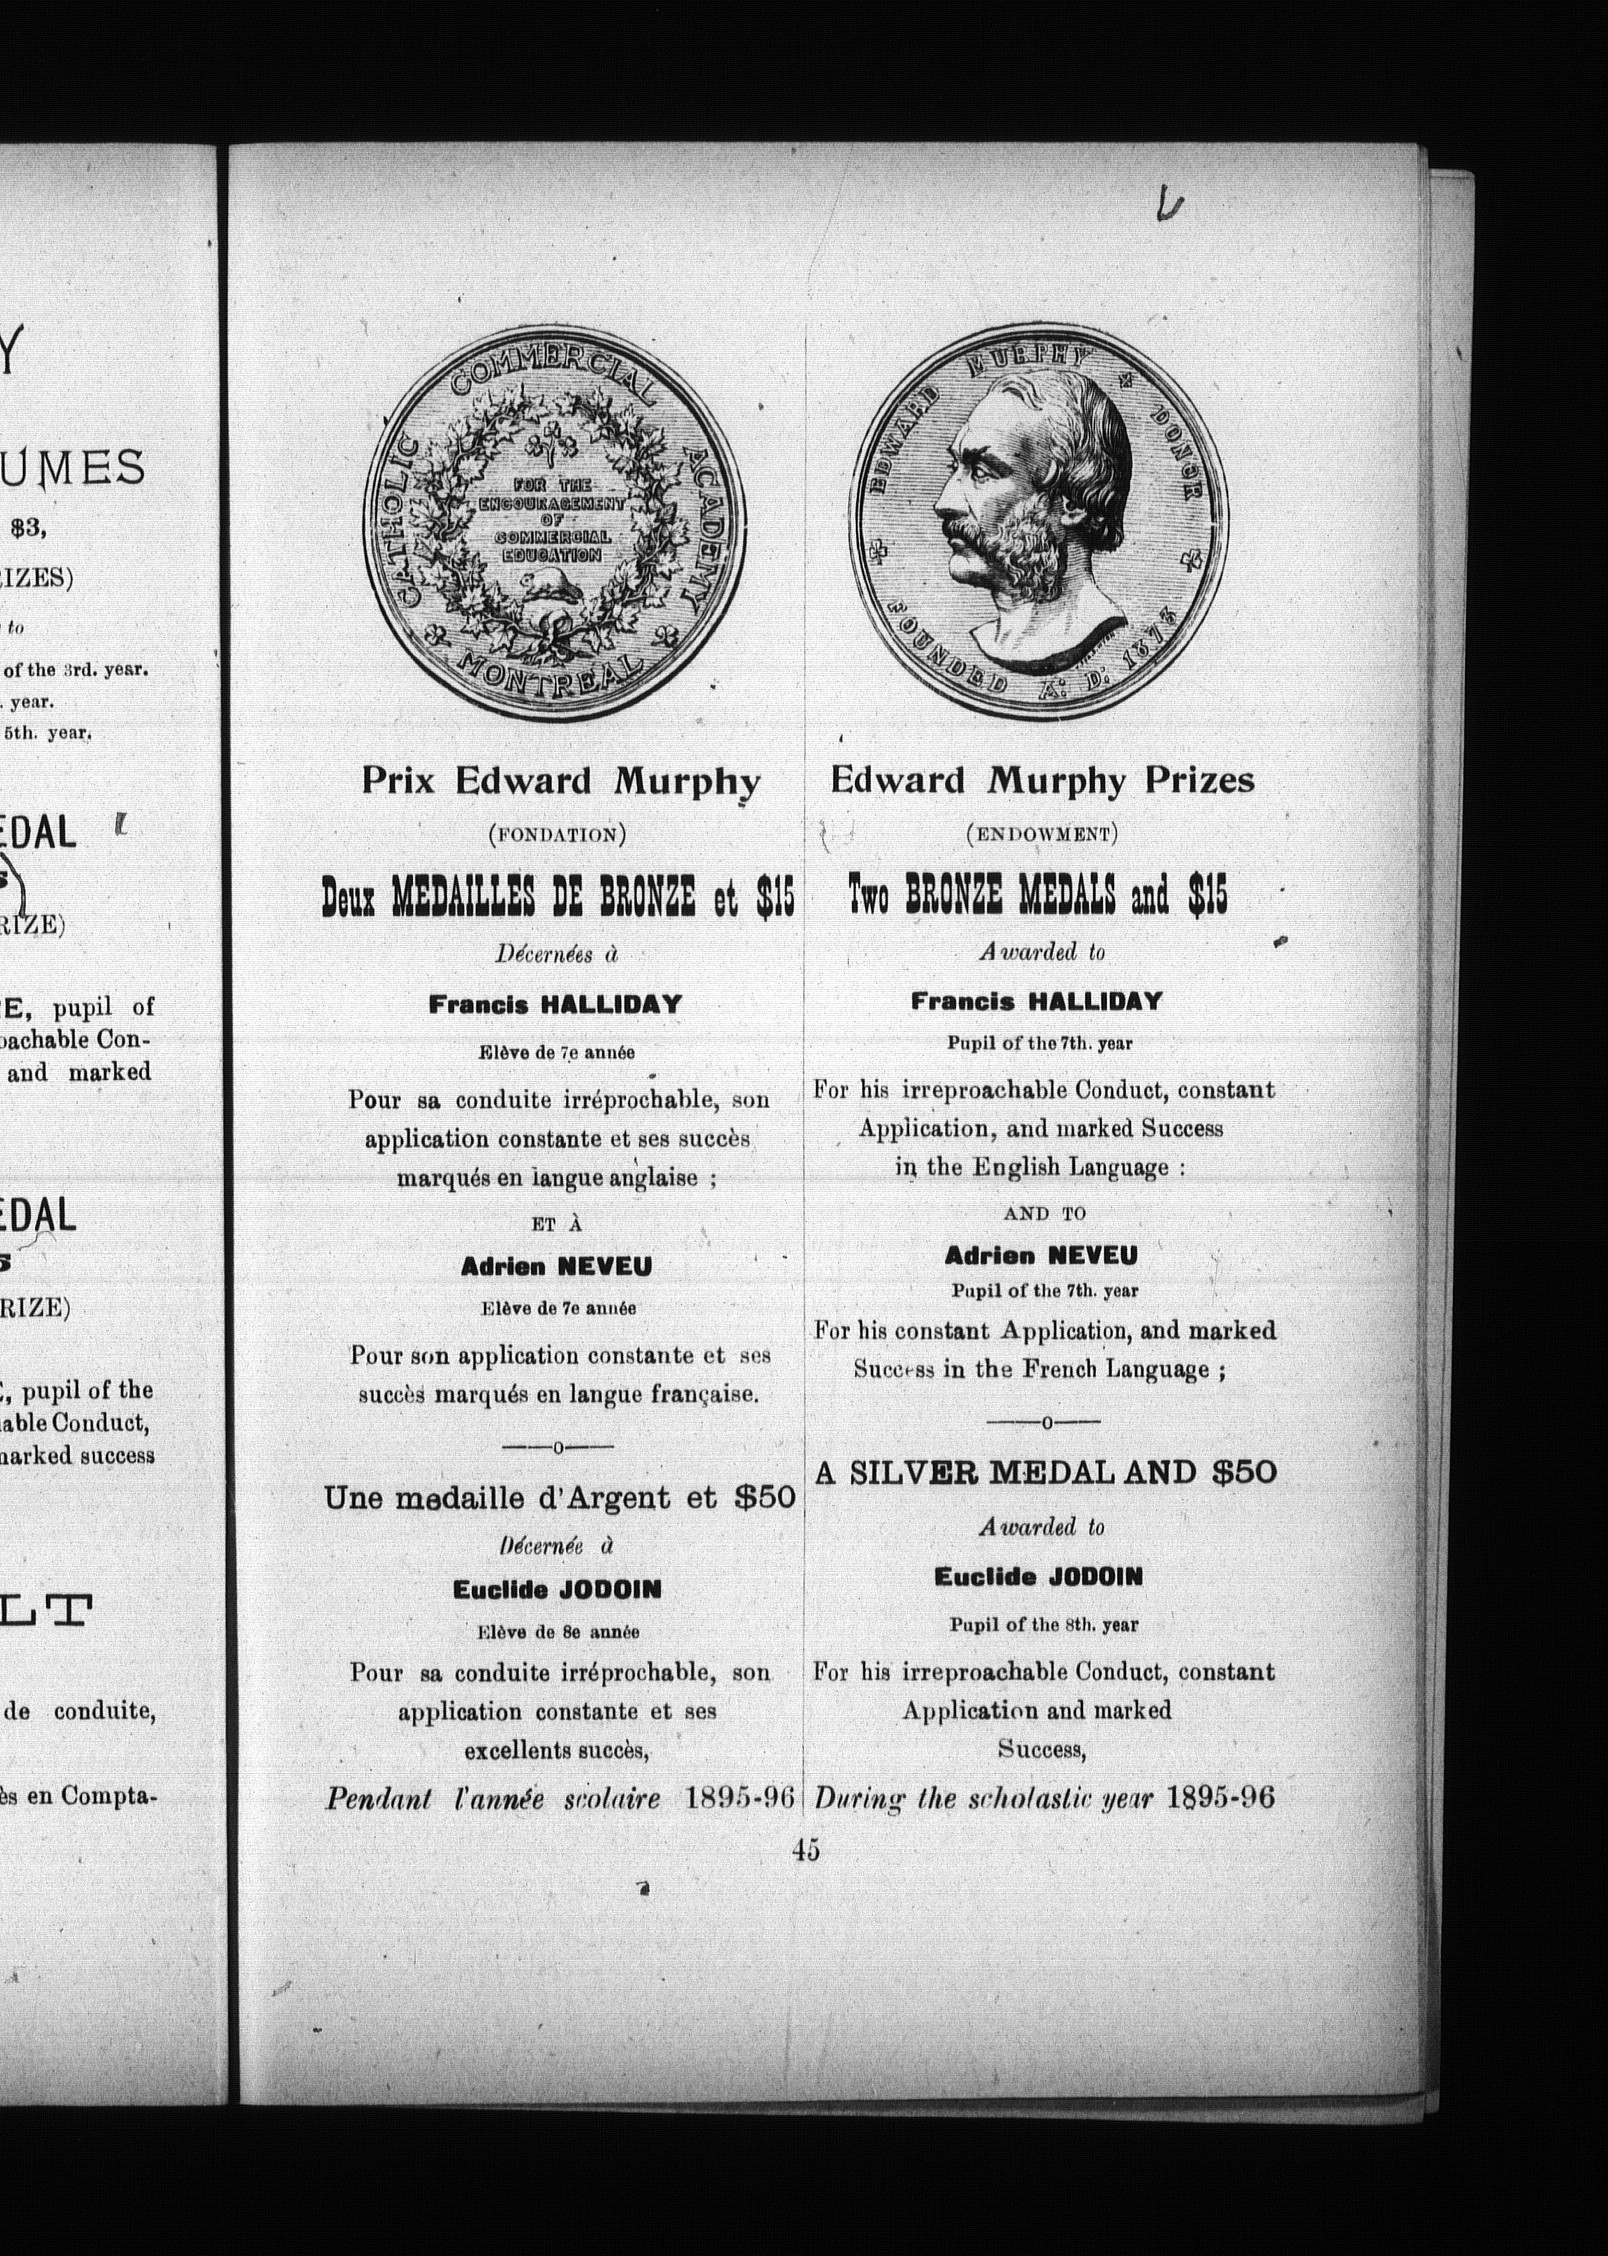 Y
UMES
$3,
IZES)
to
of the 3rd. year.
. year.
5th. year.
EDAL
RIZE)
E, pupil of
oachable Con-
and marked
EDAL
RIZE)
, pupil of the
able Conduct,
marked success
LT
de conduite,
ès en Compta-
CATHOLIC COMMERCIAL ACADEMY
FOR THE
ENCOURAGEMENT
OF
COMMERCIAL
EDUCATION
MONTREAL
Prix Edward Murphy
(FONDATION)
Deux MEDAILLES DE BRONZE et $15
Décernées à
Francis HALLIDAY
Elève de 7e année
Pour sa conduite irréprochable, son
application constante et ses succès
marqués en langue anglaise ;
ET À
Adrien NEVEU
Elève de 7e année
Pour son application constante et ses
succès marqués en langue française.
——o——
Une medaille d'Argent et $50
Décernée à
Euclide JODOIN
Elève de 8e année
Pour sa conduite irréprochable, son
application constante et ses
excellents succès,
Pendant l'année scolaire 1895-96
EDWARD MURPHY DONOR
FOUNDED A: D: 1873
Edward Murphy Prizes
(ENDOWMENT)
Two BRONZE MEDALS and $15
Awarded to
Francis HALLIDAY
Pupil of the 7th. year
For his irreproachable Conduct, constant
Application, and marked Success
in the English Language :
AND TO
Adrien NEVEU
Pupil of the 7th. year
For his constant Application, and marked
Success in the French Language ;
——o——
A SILVER MEDAL AND $50
Awarded to
Euclide JODOIN
Pupil of the 8th. year
For his irreproachable Conduct, constant
Application and marked
Success,
During the scholastic year 1895-96
45